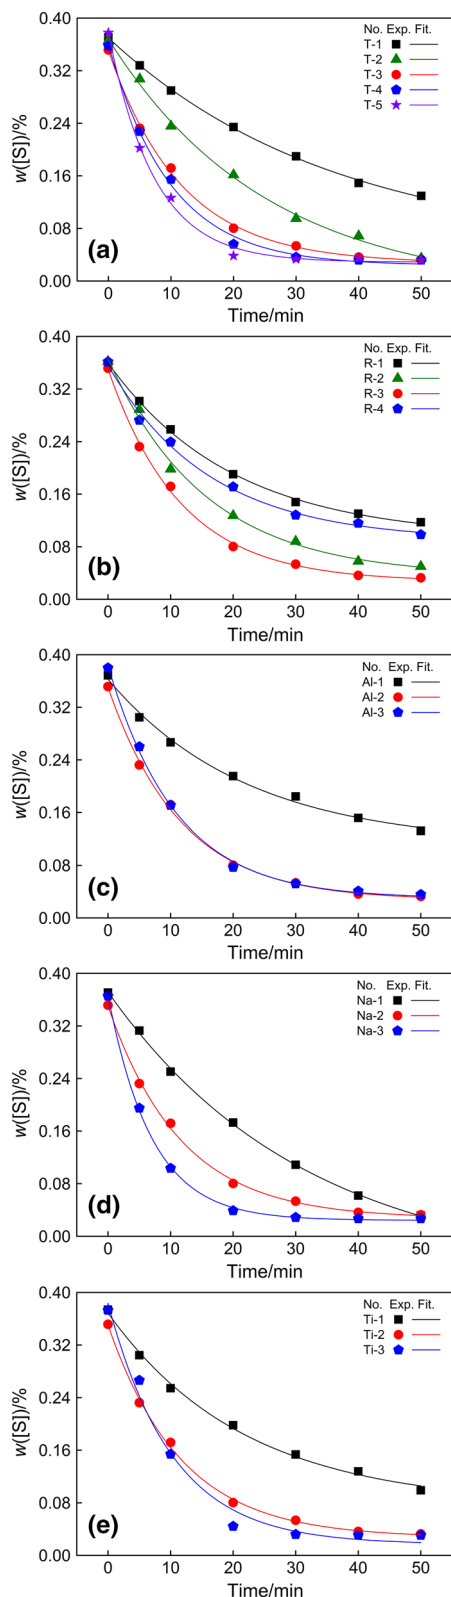 w([S])/%
0.40
0.32
0.24
0.16
0.08
0.00
No. Exp. Fit.
T-1
T-2
T-3
T-4
T-5
(a)
0 10 20 30 40 50
Time/min
w([S])/%
0.40
0.32
0.24
0.16
0.08
0.00
No. Exp. Fit.
R-1
R-2
R-3
R-4
(b)
0 10 20 30 40 50
Time/min
w([S])/%
0.40
0.32
0.24
0.16
0.08
0.00
No. Exp. Fit.
Al-1
Al-2
Al-3
(c)
0 10 20 30 40 50
Time/min
w([S])/%
0.40
0.32
0.24
0.16
0.08
0.00
No. Exp. Fit.
Na-1
Na-2
Na-3
(d)
0 10 20 30 40 50
Time/min
w([S])/%
0.40
0.32
0.24
0.16
0.08
0.00
No. Exp. Fit.
Ti-1
Ti-2
Ti-3
(e)
0 10 20 30 40 50
Time/min